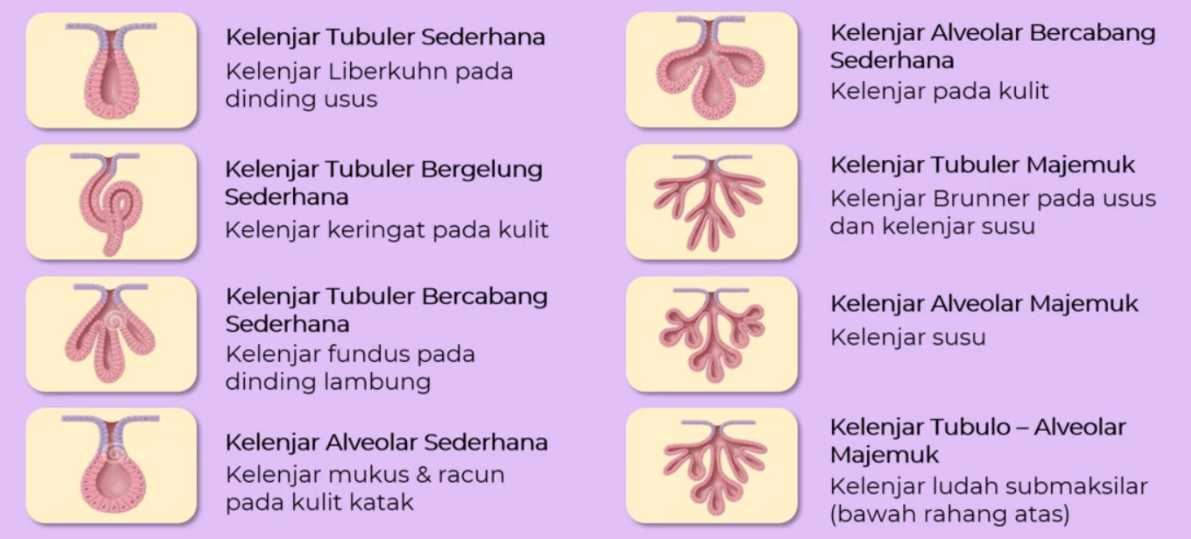 Kelenjar Tubuler Sederhana
Kelenjar Liberkuhn pada
dinding usus
Kelenjar Tubuler Bergelung
Sederhana
Kelenjar keringat pada kulit
Kelenjar Tubuler Bercabang
Sederhana
Kelenjar fundus pada
dinding lambung
Kelenjar Alveolar Sederhana
Kelenjar mukus & racun
pada kulit katak
Kelenjar Alveolar Bercabang
Sederhana
Kelenjar pada kulit
Kelenjar Tubuler Majemuk
Kelenjar Brunner pada usus
dan kelenjar susu
Kelenjar Alveolar Majemuk
Kelenjar susu
Kelenjar Tubulo – Alveolar
Majemuk
Kelenjar ludah submaksilar
(bawah rahang atas)